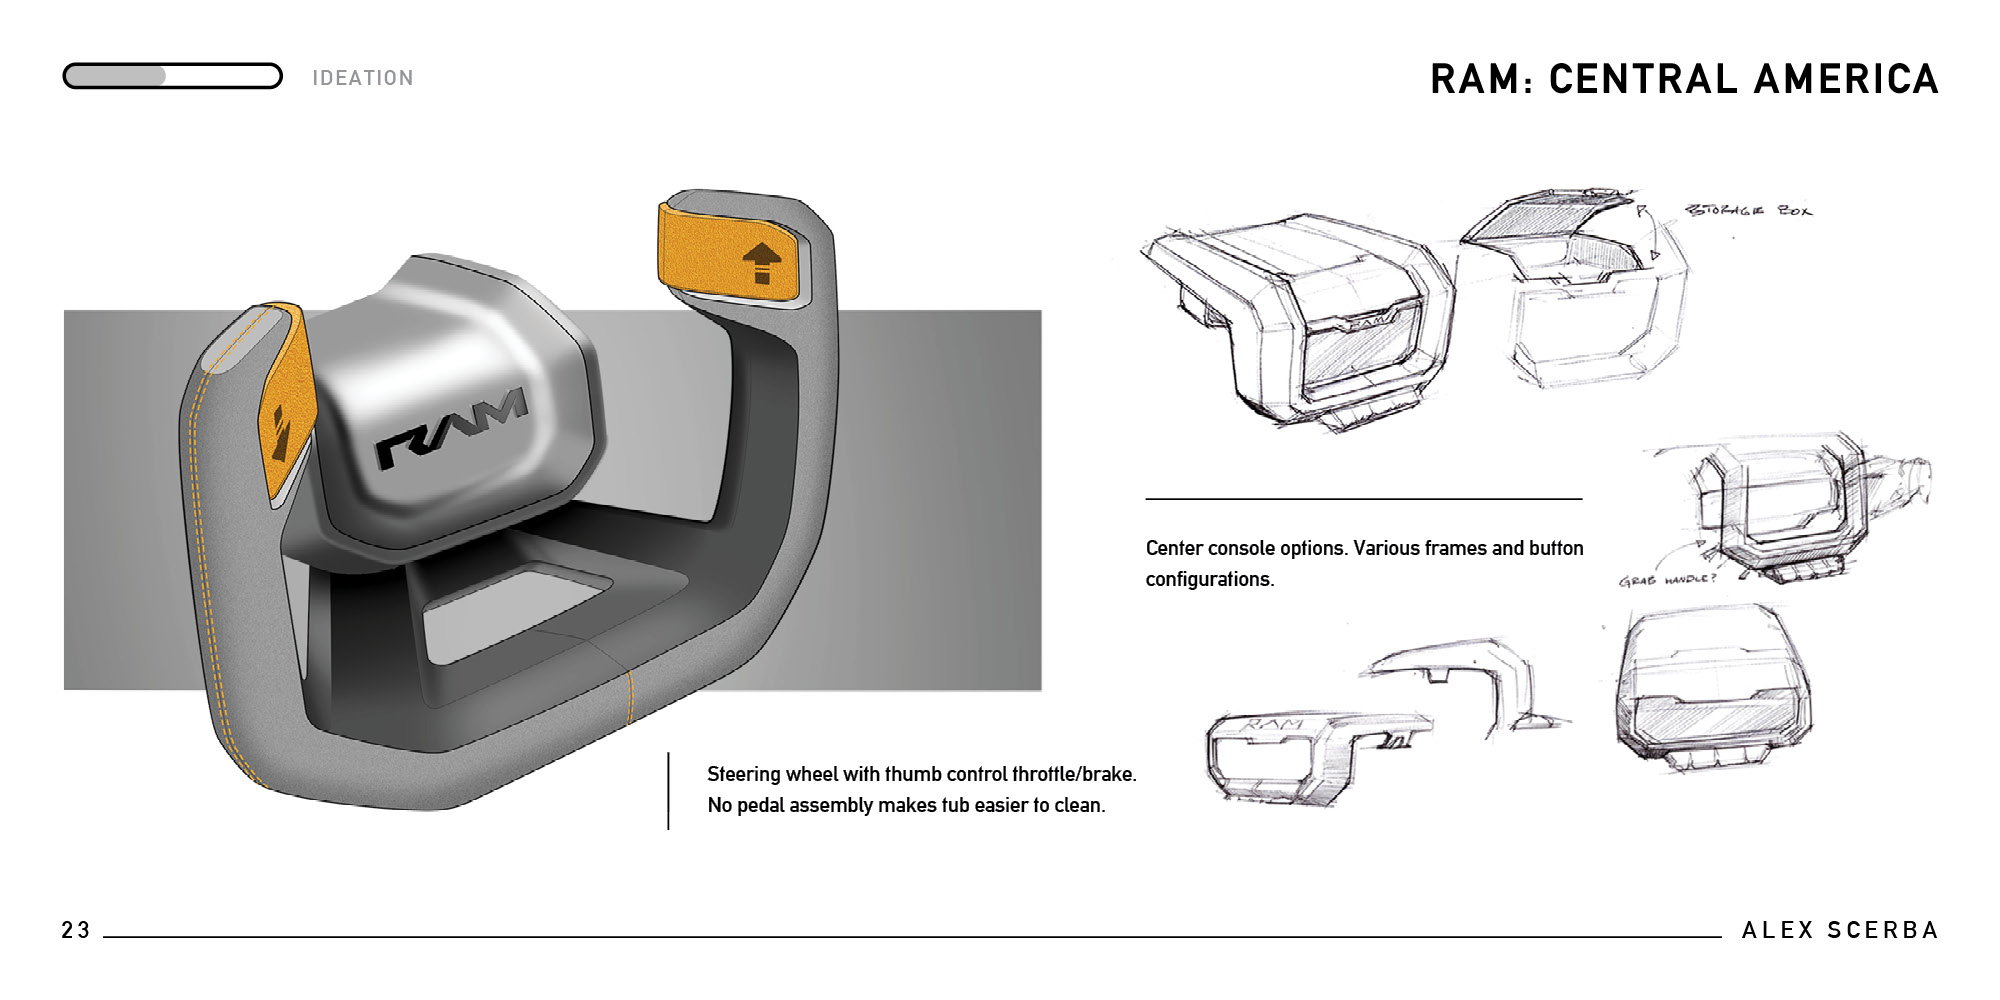 IDEATION
RAM: CENTRAL AMERICA
RAM
STORAGE BOX
RAM
Center console options. Various frames and button
configurations.
GRAB HANDLE?
RAM
Steering wheel with thumb control throttle/brake.
No pedal assembly makes tub easier to clean.
23
ALEX SCERBA